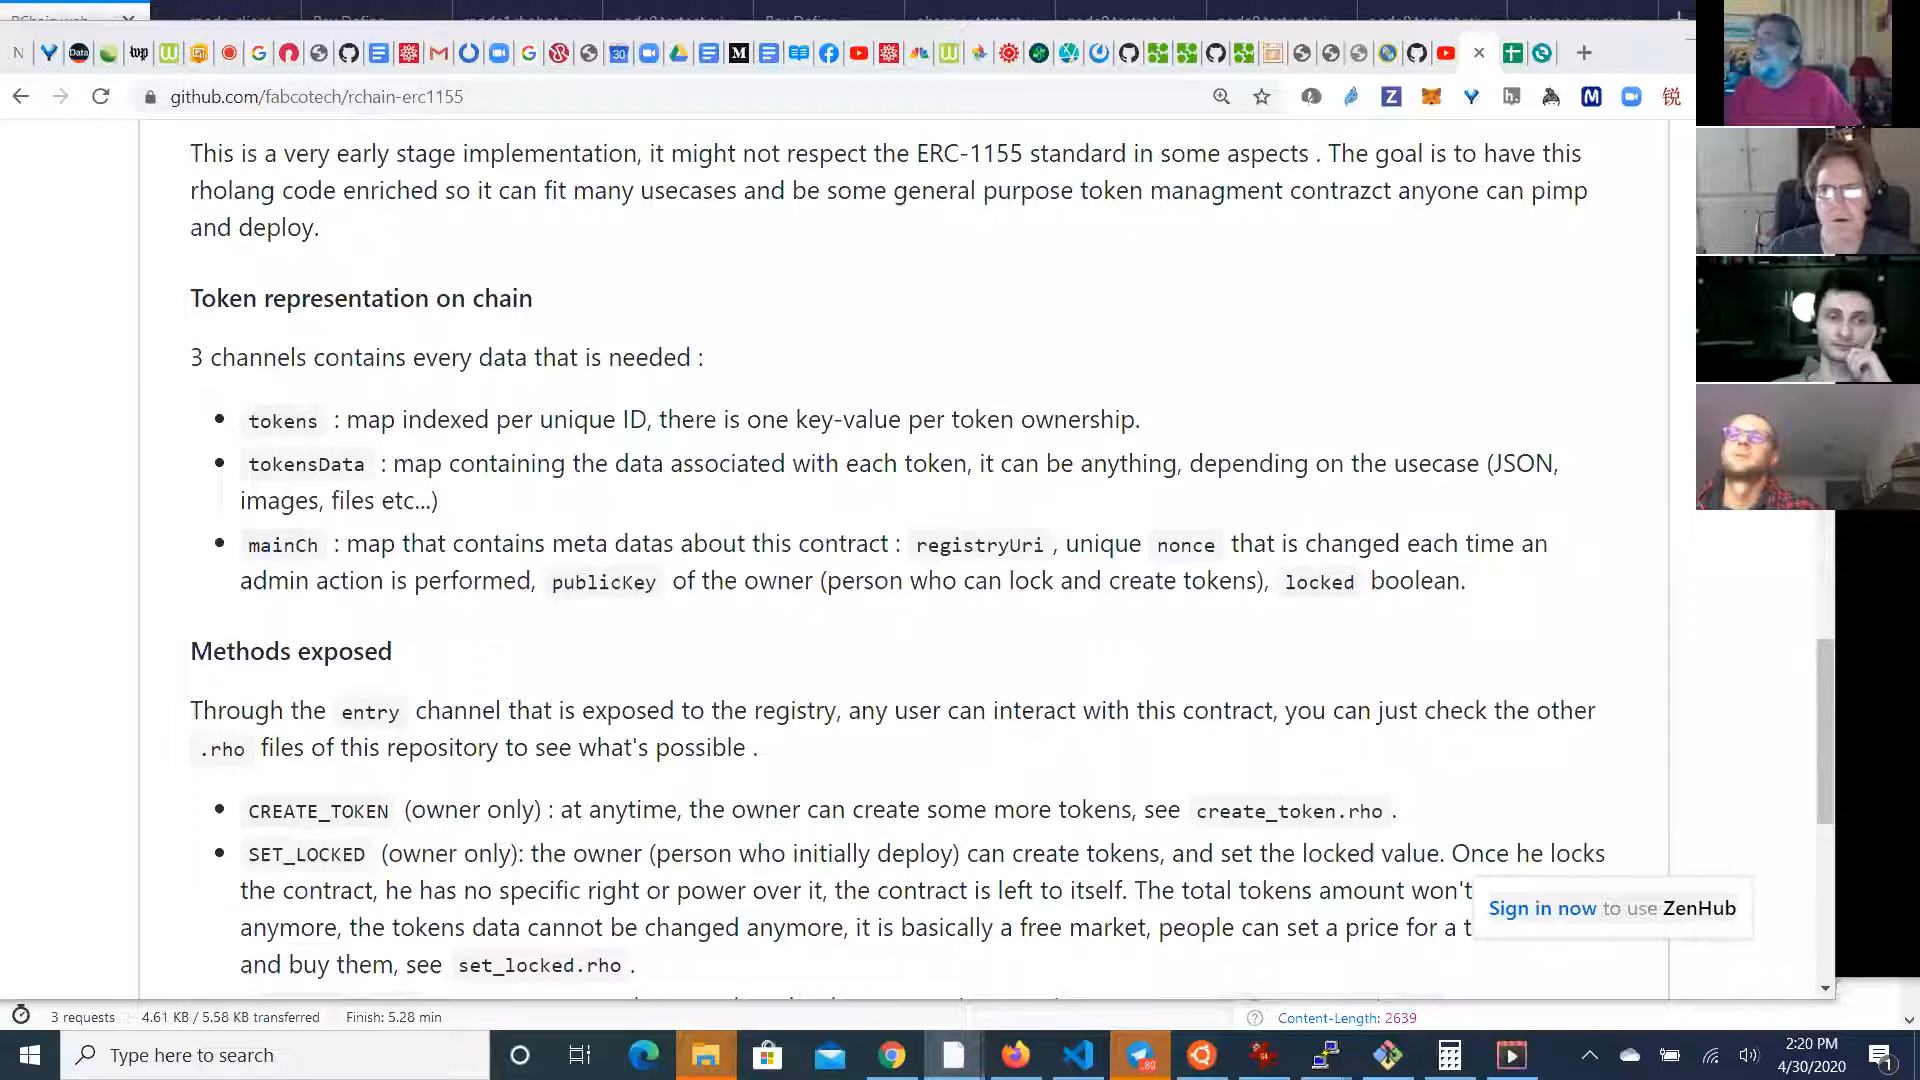 github.com/fabcotech/rchain-erc1155
This is a very early stage implementation, it might not respect the ERC-1155 standard in some aspects . The goal is to have this
rholang code enriched so it can fit many usecases and be some general purpose token managment contrazct anyone can pimp
and deploy.
Token representation on chain
3 channels contains every data that is needed :
tokens : map indexed per unique ID, there is one key-value per token ownership.
tokensData : map containing the data associated with each token, it can be anything, depending on the usecase (JSON,
images, files etc...)
mainCh : map that contains meta datas about this contract : registryUri , unique nonce that is changed each time an
admin action is performed, publicKey of the owner (person who can lock and create tokens), locked boolean.
Methods exposed
Through the entry channel that is exposed to the registry, any user can interact with this contract, you can just check the other
.rho files of this repository to see what's possible .
CREATE_TOKEN (owner only) : at anytime, the owner can create some more tokens, see create_token.rho .
SET_LOCKED (owner only): the owner (person who initially deploy) can create tokens, and set the locked value. Once he locks
the contract, he has no specific right or power over it, the contract is left to itself. The total tokens amount won't
Sign in now to use ZenHub
anymore, the tokens data cannot be changed anymore, it is basically a free market, people can set a price for a t
and buy them, see set_locked.rho .
3 requests 4.61 KB / 5.58 KB transferred Finish: 5.28 min
Content-Length: 2639
Type here to search
2:20 PM
4/30/2020